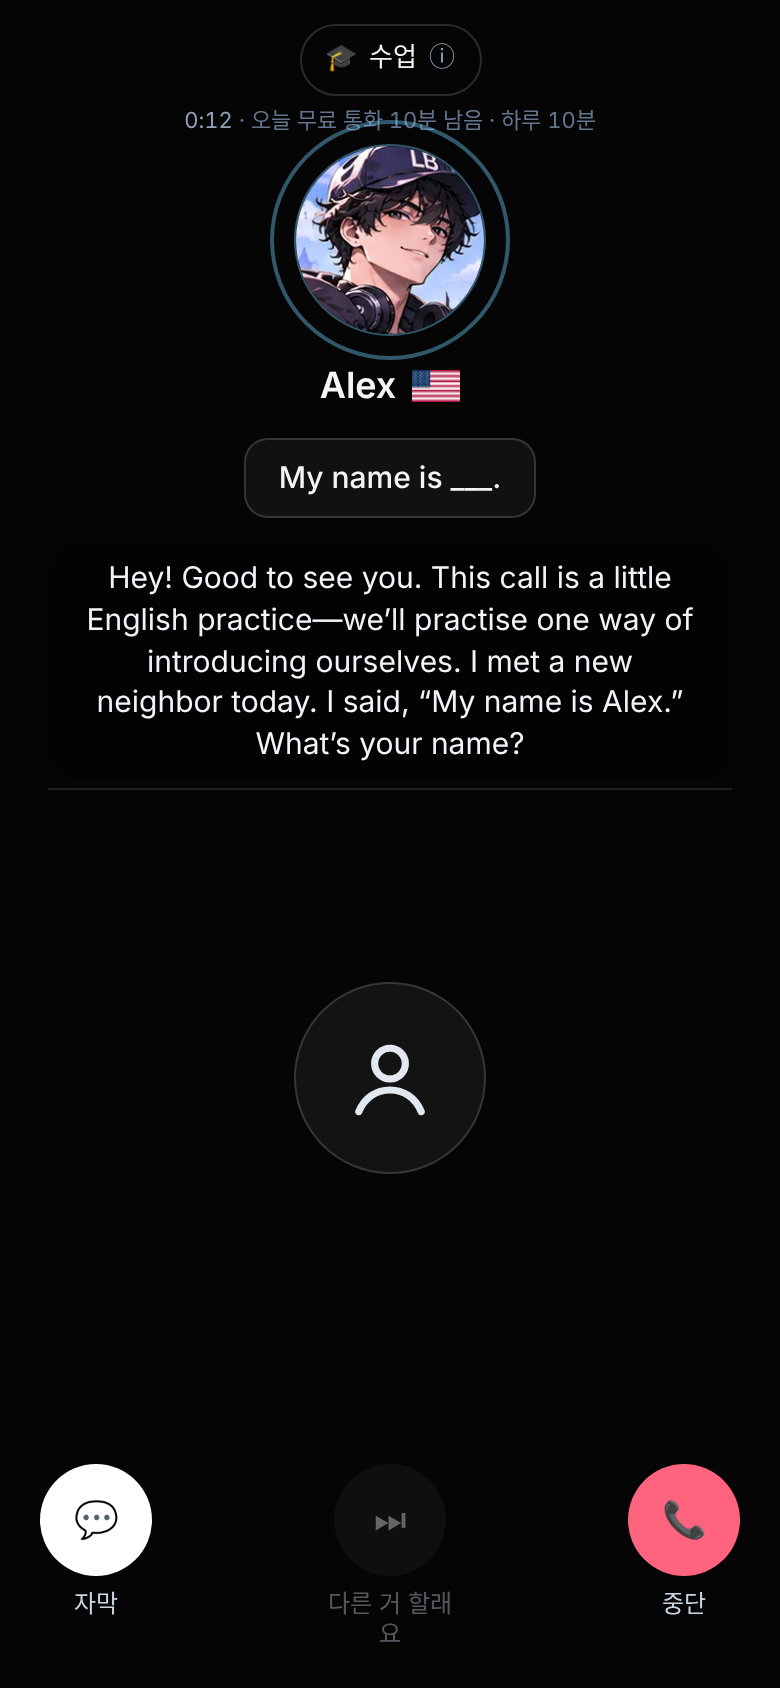 🎓 수업 ⓘ
0:12 · 오늘 무료 통화 10분 남음 · 하루 10분
LB
Alex 🇺🇸
My name is ___.
Hey! Good to see you. This call is a little
English practice—we’ll practise one way of
introducing ourselves. I met a new
neighbor today. I said, “My name is Alex.”
What’s your name?
자막
다른 거 할래
요
중단